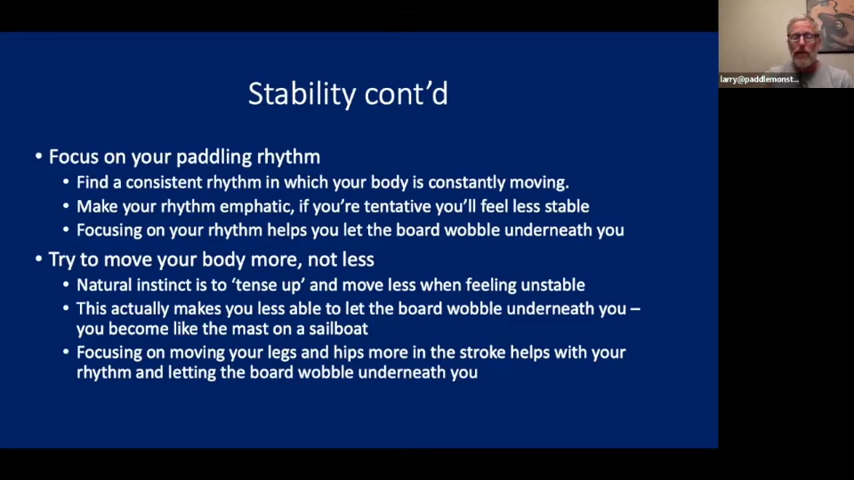 Stability cont’d
larry@paddlemonst...
• Focus on your paddling rhythm
• Find a consistent rhythm in which your body is constantly moving.
• Make your rhythm emphatic, if you’re tentative you’ll feel less stable
• Focusing on your rhythm helps you let the board wobble underneath you
• Try to move your body more, not less
• Natural instinct is to ‘tense up’ and move less when feeling unstable
• This actually makes you less able to let the board wobble underneath you –
you become like the mast on a sailboat
• Focusing on moving your legs and hips more in the stroke helps with your
rhythm and letting the board wobble underneath you